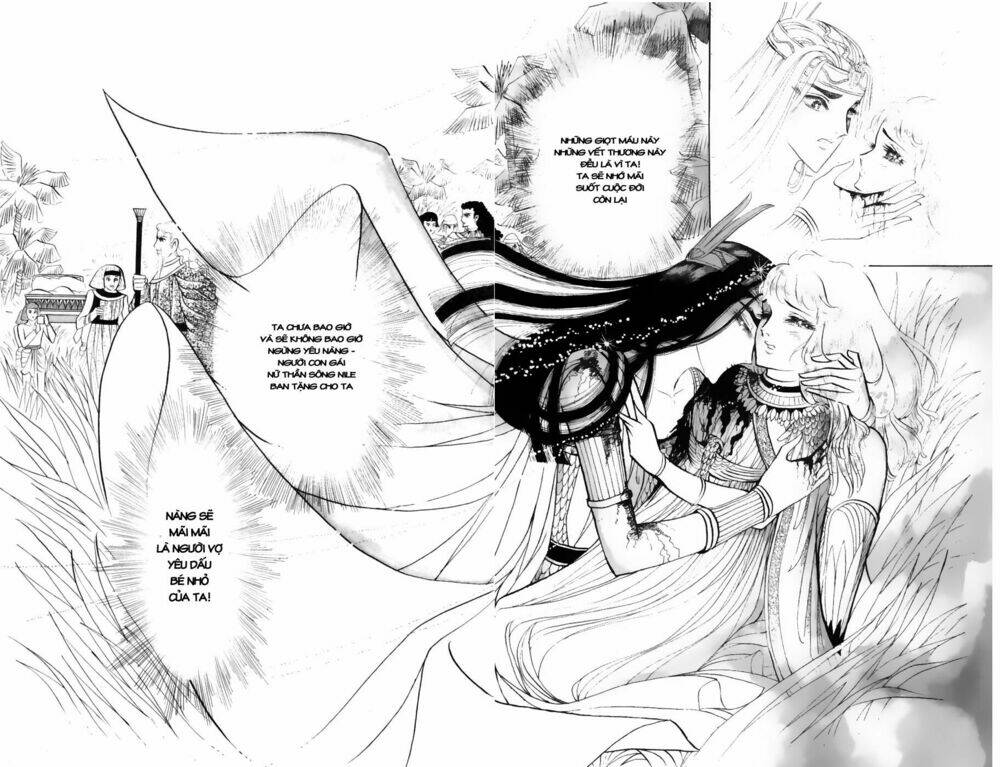 NHỮNG GIỌT MÁU NÀY
NHỮNG VẾT THƯƠNG NÀY
ĐỀU LÀ VÌ TA!
TA SẼ NHỚ MÃI
SUỐT CUỘC ĐỜI
CÒN LẠI
TA CHƯA BAO GIỜ
VÀ SẼ KHÔNG BAO GIỜ
NGỪNG YÊU NÀNG -
NGƯỜI CON GÁI
NỮ THẦN SÔNG NILE
BAN TẶNG CHO TA
NÀNG SẼ
MÃI MÃI
LÀ NGƯỜI VỢ
YÊU DẤU
BÉ NHỎ
CỦA TA!